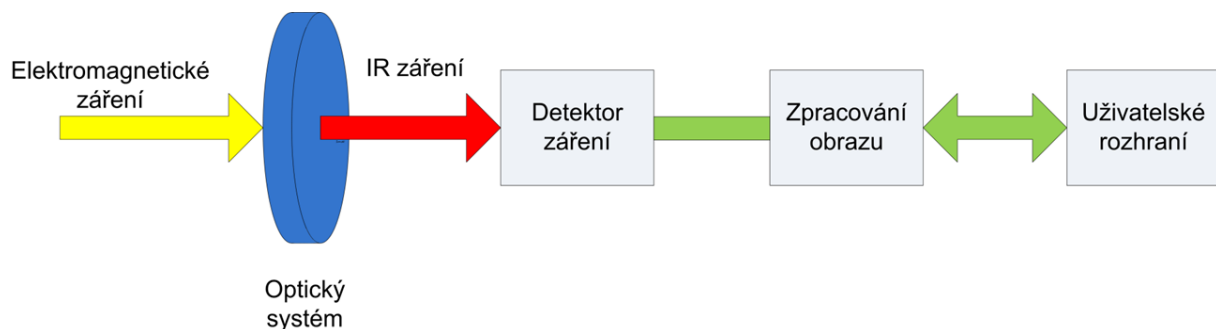 Elektromagnetické
záření
IR záření
Detektor
záření
Zpracování
obrazu
Uživatelské
rozhraní
Optický
systém